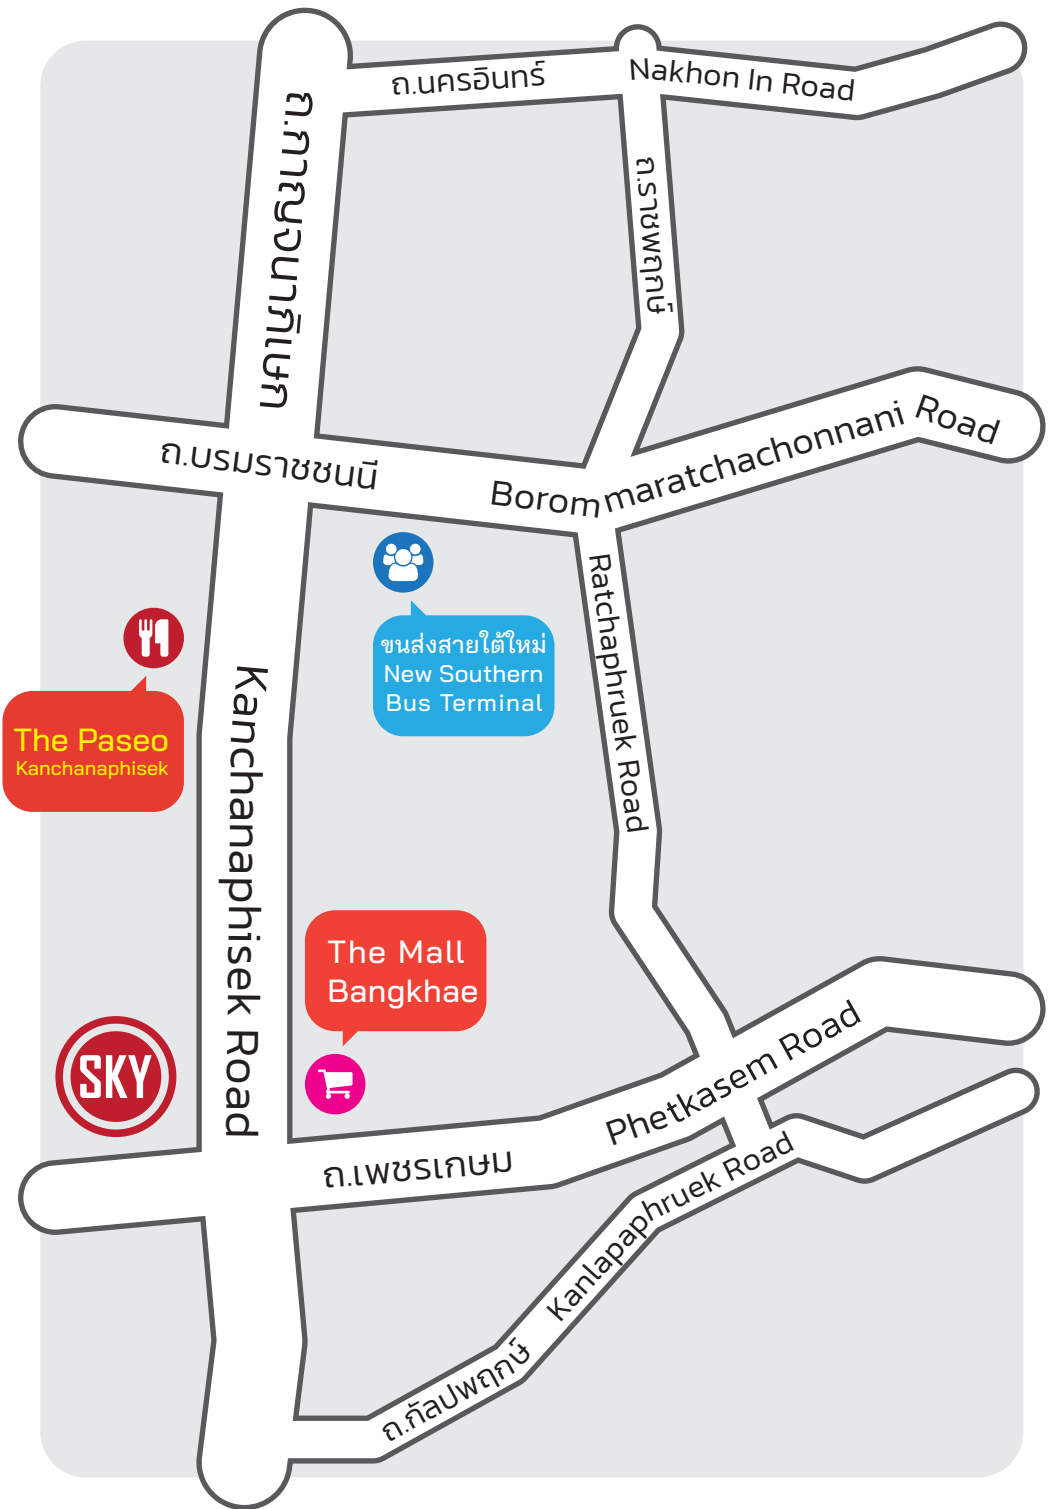 ถ.นครอินทร์
Nakhon In Road
ถ.กาญจนาภิเษก
ถ.ราชพฤกษ์
ถ.บรมราชชนนี
Borommaratchachonnani Road
ขนส่งสายใต้ใหม่
New Southern
Bus Terminal
Ratchaphruek Road
The Paseo
Kanchanaphisek
Kanchanaphisek Road
The Mall
Bangkhae
SKY
Phetkasem Road
ถ.เพชรเกษม
Kanlapaphruek Road
ถ.กัลปพฤกษ์